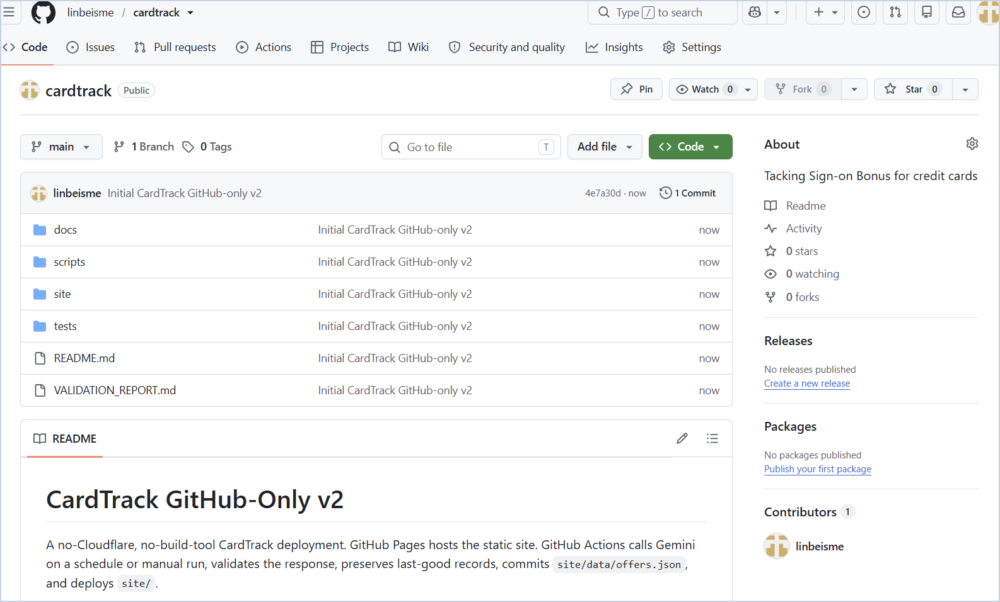 linbeisme / cardtrack
Type / to search
Code Issues Pull requests Actions Projects Wiki Security and quality Insights Settings
cardtrack Public
Pin Watch 0 Fork 0 Star 0
main 1 Branch 0 Tags
Go to file T Add file Code
linbeisme Initial CardTrack GitHub-only v2 4e7a30d · now 1 Commit
docs Initial CardTrack GitHub-only v2 now
scripts Initial CardTrack GitHub-only v2 now
site Initial CardTrack GitHub-only v2 now
tests Initial CardTrack GitHub-only v2 now
README.md Initial CardTrack GitHub-only v2 now
VALIDATION_REPORT.md Initial CardTrack GitHub-only v2 now
README
CardTrack GitHub-Only v2
A no-Cloudflare, no-build-tool CardTrack deployment. GitHub Pages hosts the static site. GitHub Actions calls Gemini
on a schedule or manual run, validates the response, preserves last-good records, commits site/data/offers.json,
and deploys site/.
About
Tacking Sign-on Bonus for credit cards
Readme
Activity
0 stars
0 watching
0 forks
Releases
No releases published
Create a new release
Packages
No packages published
Publish your first package
Contributors 1
linbeisme